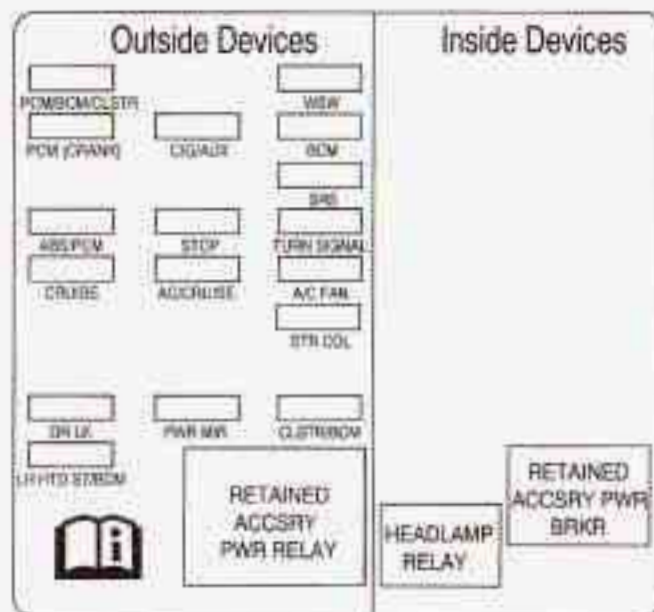 Outside Devices
Inside Devices
PCM/BCM/CLSTR
WSW
PCM (CRANK)
CIG/AUX
BCM
SRS
ABS/PCM
STOP
TURN SIGNAL
CRUISE
AC/CRUISE
A/C FAN
STR COL
DR LK
PWR MIR
CLSTR/BCM
LH HTD ST/BCM
RETAINED
ACCSRY
PWR RELAY
HEADLAMP
RELAY
RETAINED
ACCSRY PWR
BRKR